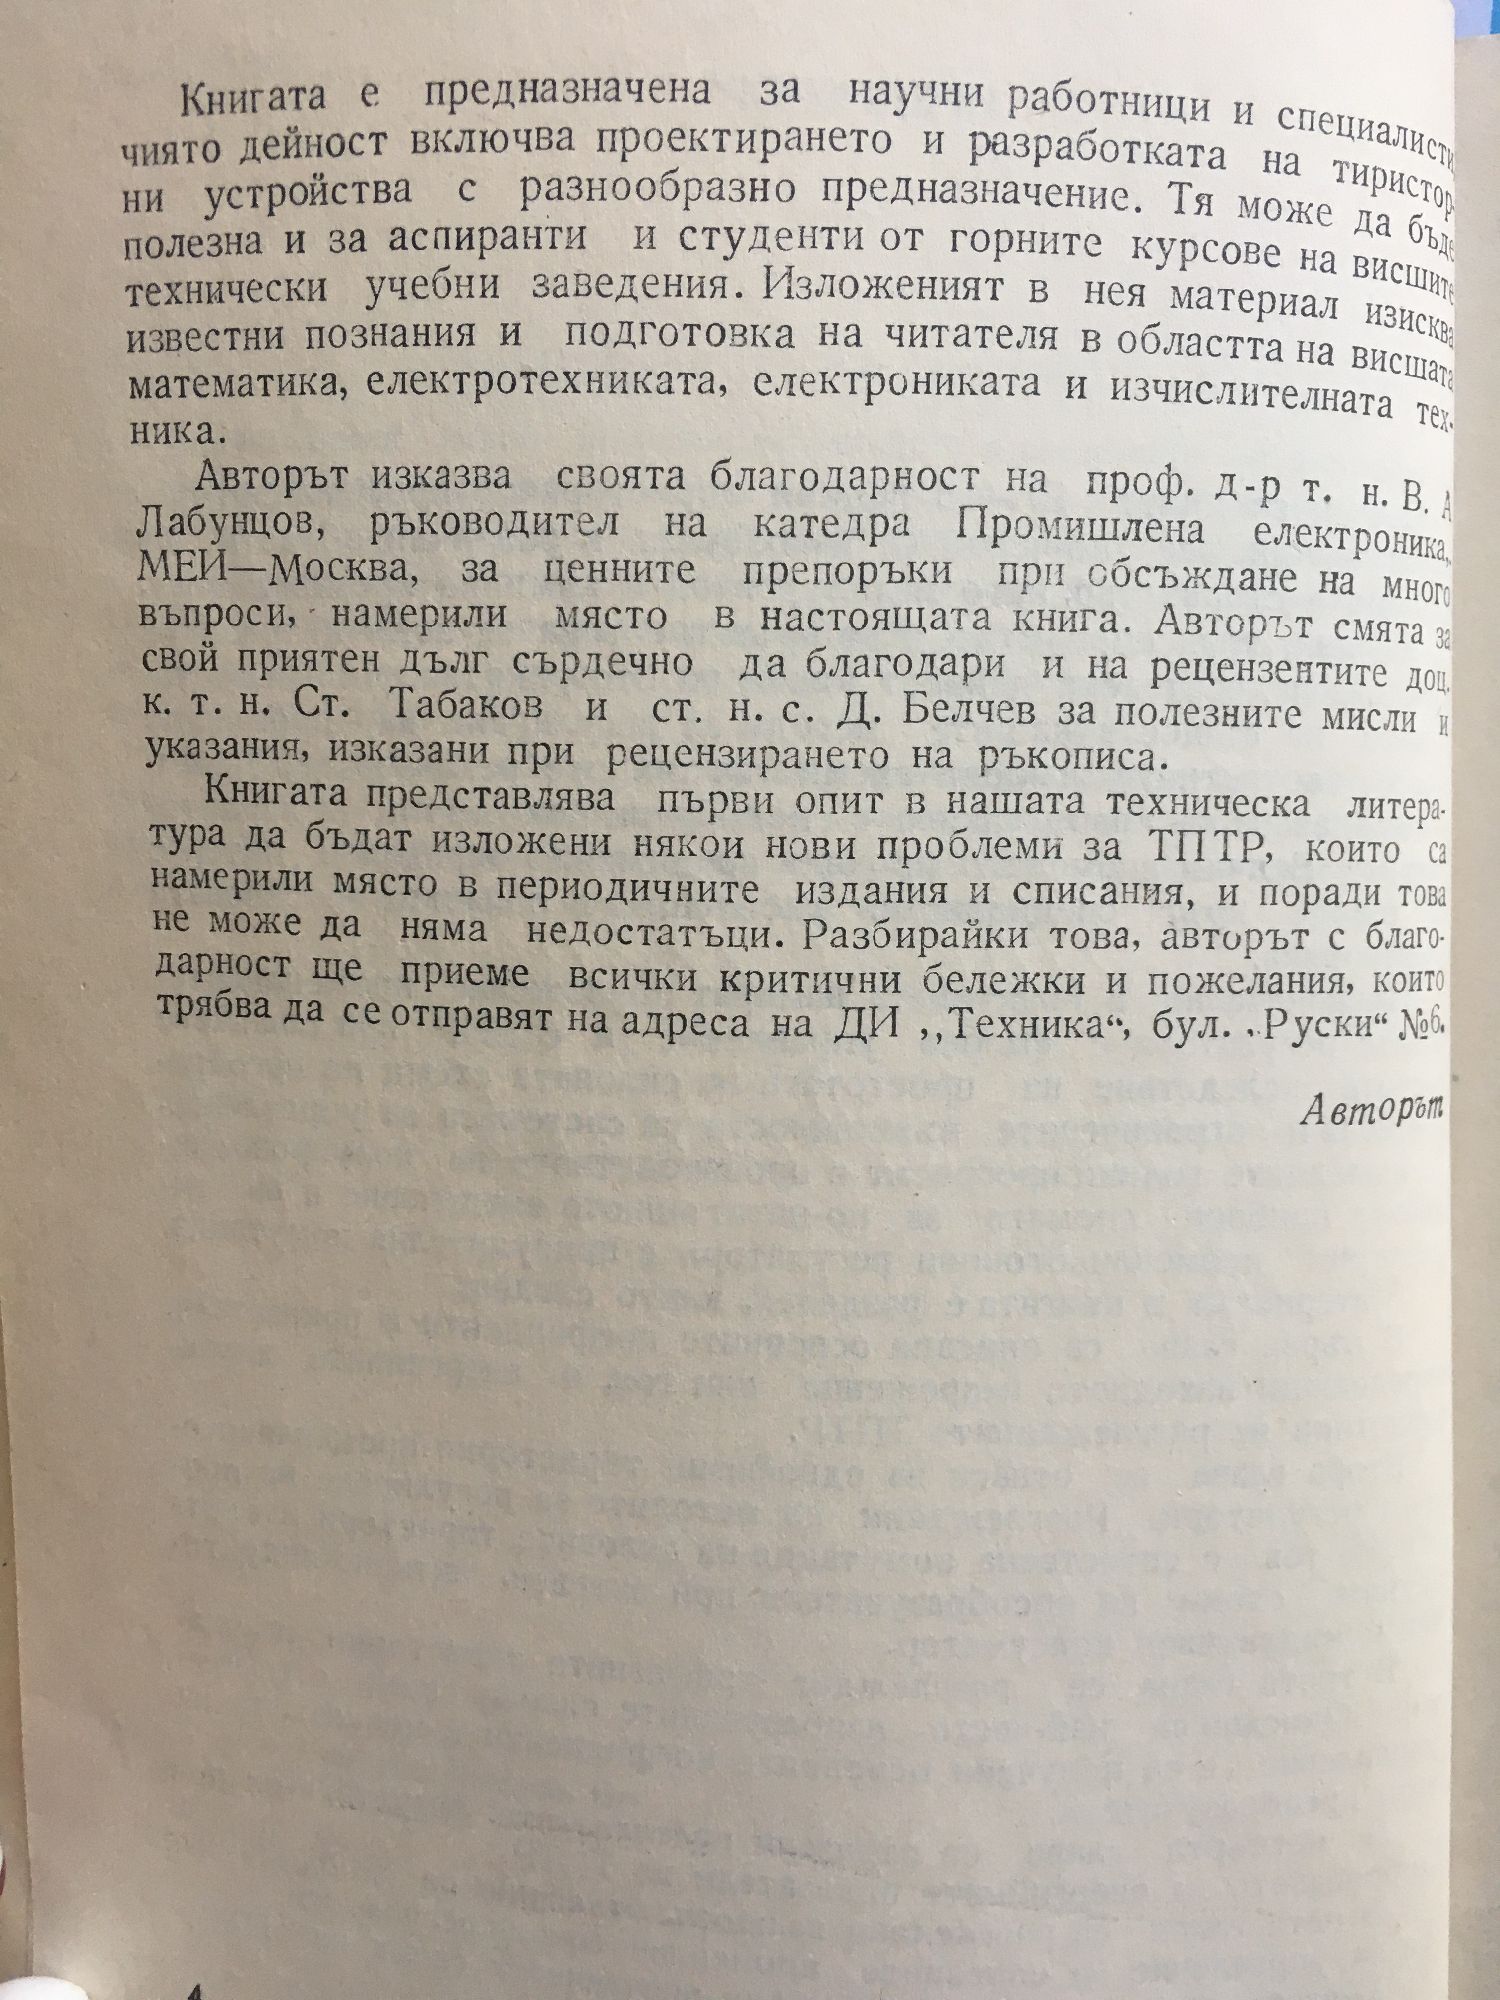 Книгата е предназначена за научни работници и специалисти,
чиято дейност включва проектирането и разработката на тиристор-
ни устройства с разнообразно предназначение. Тя може да бъде
полезна и за аспиранти и студенти от горните курсове на висшите
технически учебни заведения. Изложеният в нея материал изисква
известни познания и подготовка на читателя в областта на висшата
математика, електротехниката, електрониката и изчислителната тех-
ника.
Авторът изказва своята благодарност на проф. д-р т. н. В. А
Лабунцов, ръководител на катедра Промишлена електроника,
МЕИ—Москва, за ценните препоръки при обсъждане на много
въпроси, намерили място в настоящата книга. Авторът смята за
свой приятен дълг сърдечно да благодари и на рецензентите доц.
к. т. н. Ст. Табаков и ст. н. с. Д. Белчев за полезните мисли и
указания, изказани при рецензирането на ръкописа.
Книгата представлява първи опит в нашата техническа литера-
тура да бъдат изложени някои нови проблеми за ТПТР, които са
намерили място в периодичните издания и списания, и поради това
не може да няма недостатъци. Разбирайки това, авторът с благо-
дарност ще приеме всички критични бележки и пожелания, които
трябва да се отправят на адреса на ДИ „Техника“, бул. „Руски“ №6.
Авторът